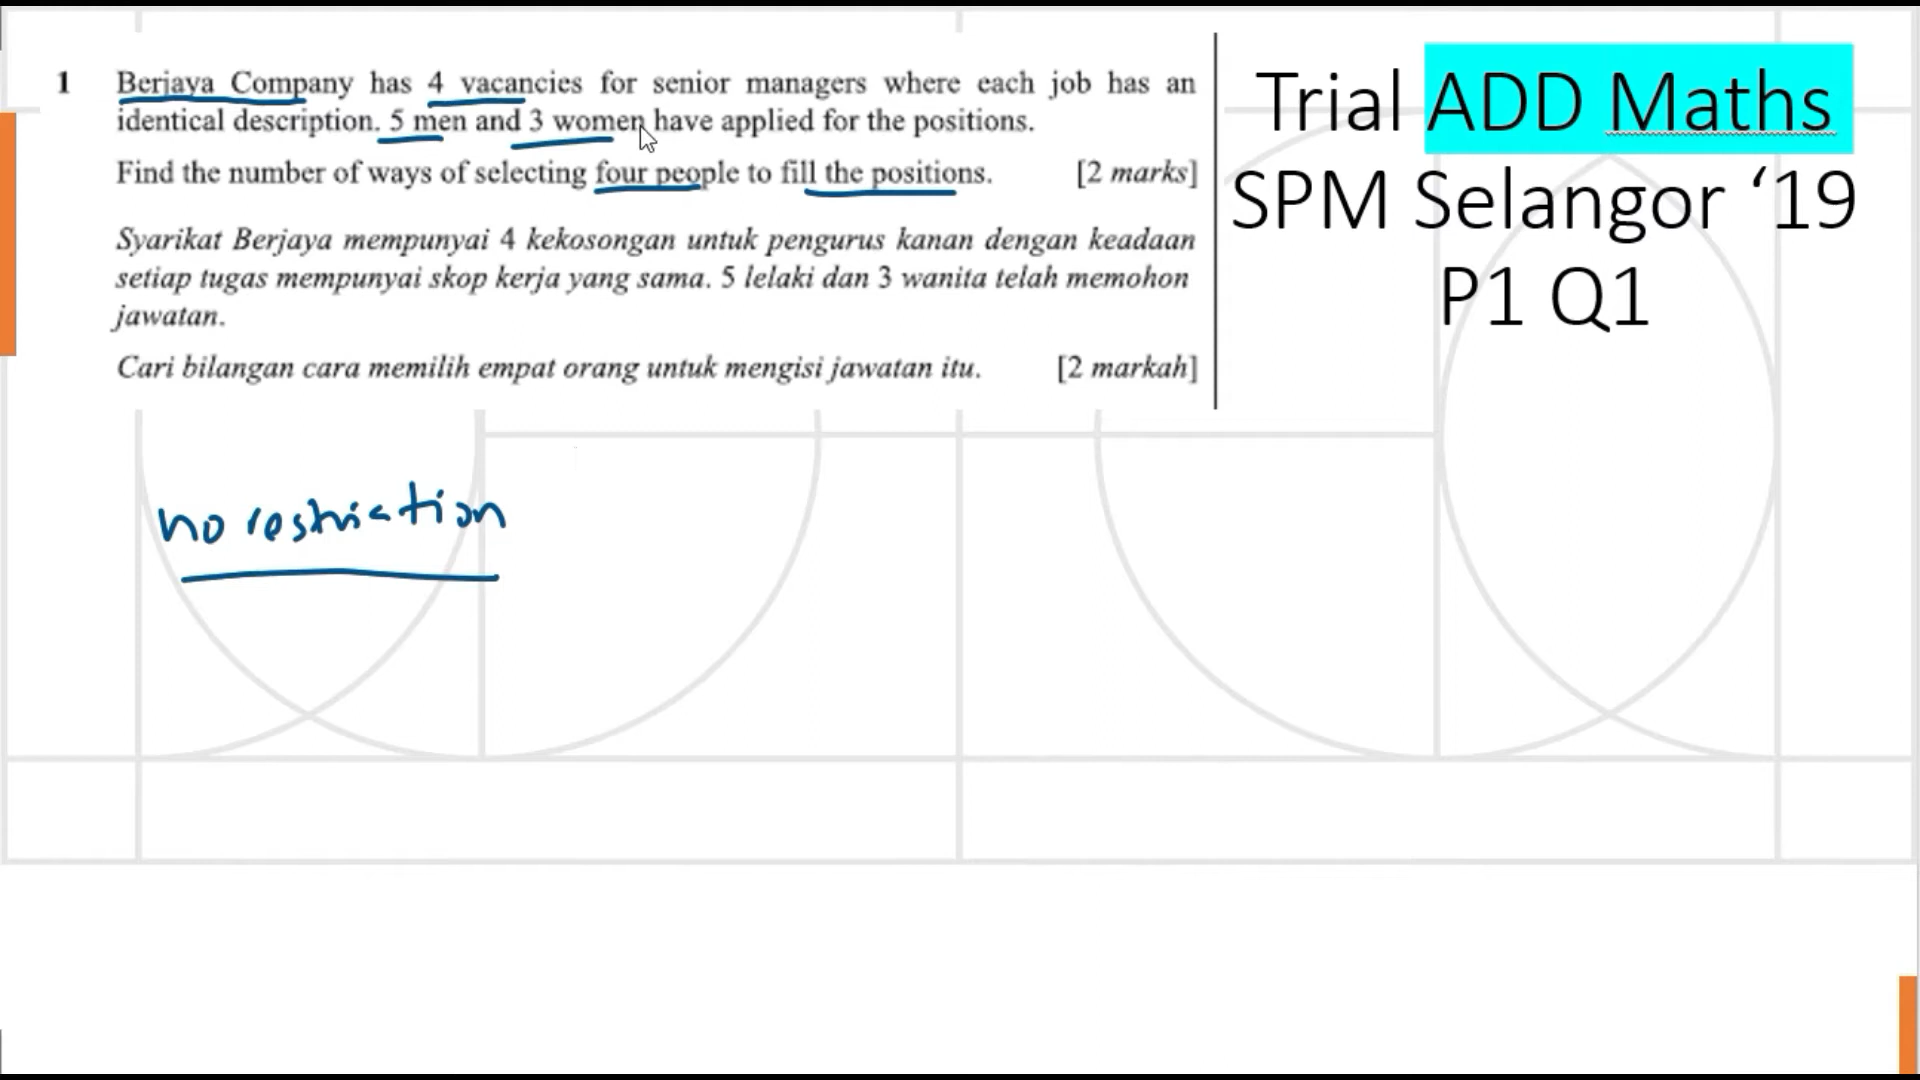 1 Berjaya Company has 4 vacancies for senior managers where each job has an
identical description. 5 men and 3 women have applied for the positions.
Find the number of ways of selecting four people to fill the positions. [2 marks]
Syarikat Berjaya mempunyai 4 kekosongan untuk pengurus kanan dengan keadaan
setiap tugas mempunyai skop kerja yang sama. 5 lelaki dan 3 wanita telah memohon
jawatan.
Cari bilangan cara memilih empat orang untuk mengisi jawatan itu. [2 markah]
Trial ADD Maths
SPM Selangor ‘19
P1 Q1
no restriction